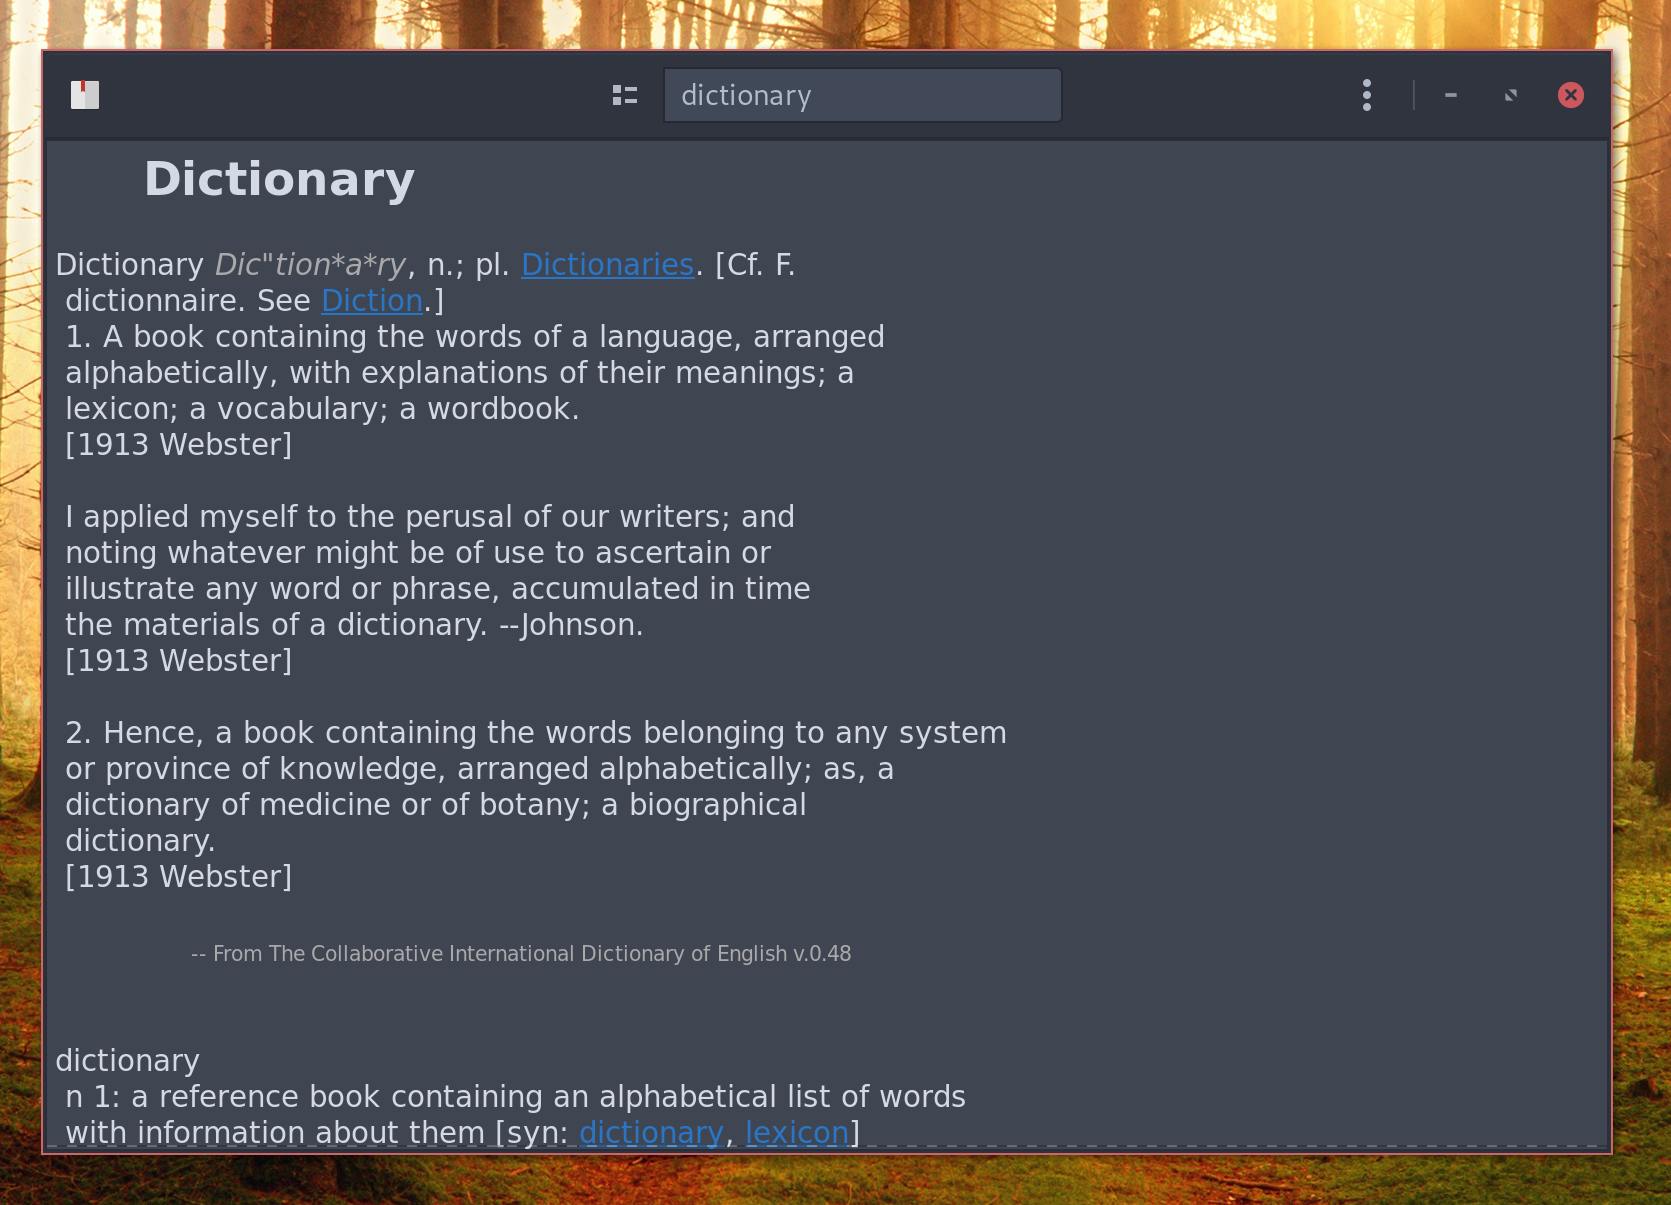 dictionary
Dictionary
Dictionary Dic"tion*a*ry, n.; pl. Dictionaries. [Cf. F.
dictionnaire. See Diction.]
1. A book containing the words of a language, arranged
alphabetically, with explanations of their meanings; a
lexicon; a vocabulary; a wordbook.
[1913 Webster]
I applied myself to the perusal of our writers; and
noting whatever might be of use to ascertain or
illustrate any word or phrase, accumulated in time
the materials of a dictionary. --Johnson.
[1913 Webster]
2. Hence, a book containing the words belonging to any system
or province of knowledge, arranged alphabetically; as, a
dictionary of medicine or of botany; a biographical
dictionary.
[1913 Webster]
-- From The Collaborative International Dictionary of English v.0.48
dictionary
n 1: a reference book containing an alphabetical list of words
with information about them [syn: dictionary, lexicon]